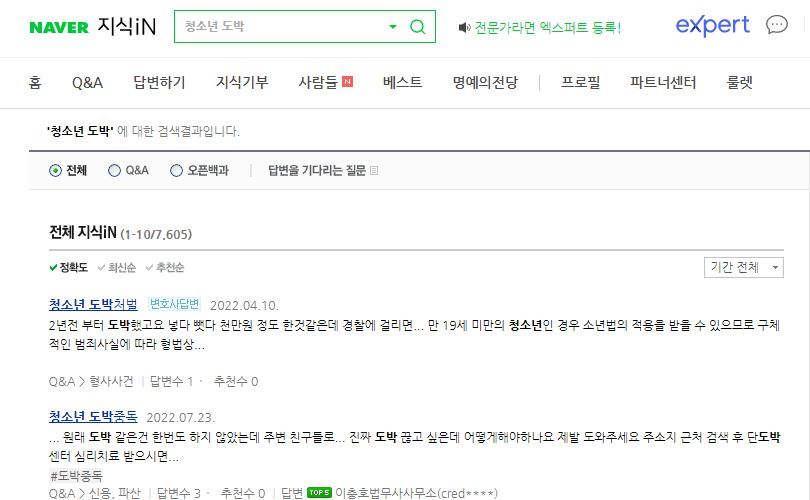 NAVER 지식iN 청소년 도박 전문가라면 엑스퍼트 등록! expert
홈 Q&A 답변하기 지식기부 사람들 N 베스트 명예의전당 프로필 파트너센터 룰렛
'청소년 도박' 에 대한 검색결과입니다.
전체 Q&A 오픈백과 답변을 기다리는 질문
전체 지식iN (1-10/7,605)
정확도 최신순 추천순 기간 전체
청소년 도박처벌 변호사답변 2022.04.10.
2년전 부터 도박했고요 넣다 뺏다 천만원 정도 한것같은데 경찰에 걸리면... 만 19세 미만의 청소년인 경우 소년법의 적용을 받을 수 있으므로 구체
적인 범죄사실에 따라 형법상...
Q&A > 형사사건 답변수 1 · 추천수 0
청소년 도박중독 2022.07.23.
... 원래 도박 같은건 한번도 하지 않았는데 주변 친구들로... 진짜 도박 끊고 싶은데 어떻게해야하나요 제발 도와주세요 주소지 근처 검색 후 단도박
센터 심리치료 받으시면...
#도박중독
Q&A > 신용, 파산 답변수 3 · 추천수 0 답변 TOP5 이충호법무사사무소(cred****)